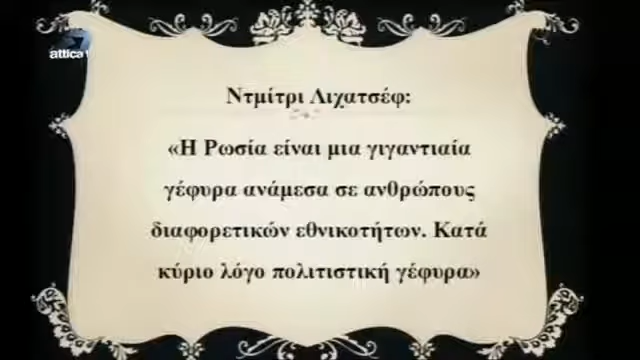 attica
Ντμίτρι Λιχατσέφ:
«Η Ρωσία είναι μια γιγαντιαία
γέφυρα ανάμεσα σε ανθρώπους
διαφορετικών εθνικοτήτων. Κατά
κύριο λόγο πολιτιστική γέφυρα»